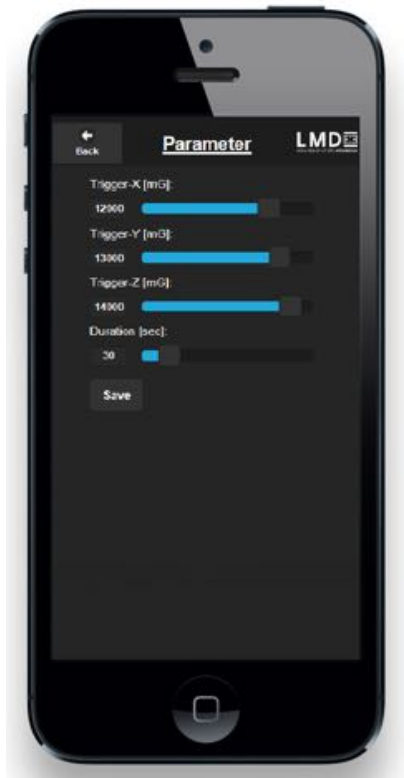 Back
Parameter
LMD
Trigger-X [mG]:
12000
Trigger-Y [mG]:
13000
Trigger-Z [mG]:
14000
Duration [sec]:
30
Save